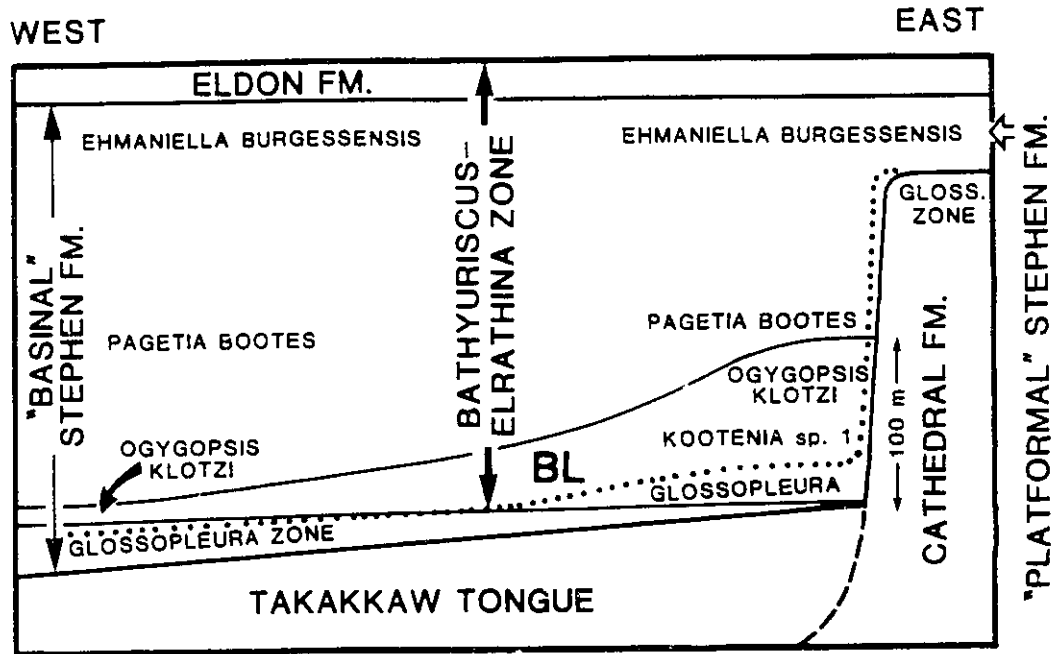 WEST
EAST
ELDON FM.
EHMANIELLA BURGESSENSIS
EHMANIELLA BURGESSENSIS
"BASINAL"
STEPHEN FM.
BATHYURISCUS–
ELRATHINA ZONE
GLOSS.
ZONE
"PLATFORMAL" STEPHEN FM.
PAGETIA BOOTES
PAGETIA BOOTES
OGYGOPSIS
KLOTZI
OGYGOPSIS
KLOTZI
KOOTENIA sp. 1
100 m
CATHEDRAL FM.
BL
GLOSSOPLEURA
GLOSSOPLEURA ZONE
TAKAKKAW TONGUE